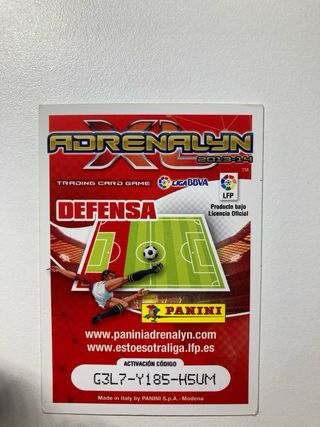 ADRENALYN
XL
2013-14
TM
TRADING CARD GAME
LIGA BBVA
LFP
Producto bajo
Licencia Oficial
DEFENSA
PANINI
www.paniniadrenalyn.com
www.estoesotraliga.lfp.es
ACTIVACIÓN CÓDIGO
G3L7-Y185-H5UM
Made in Italy by PANINI S.p.A. - Modena